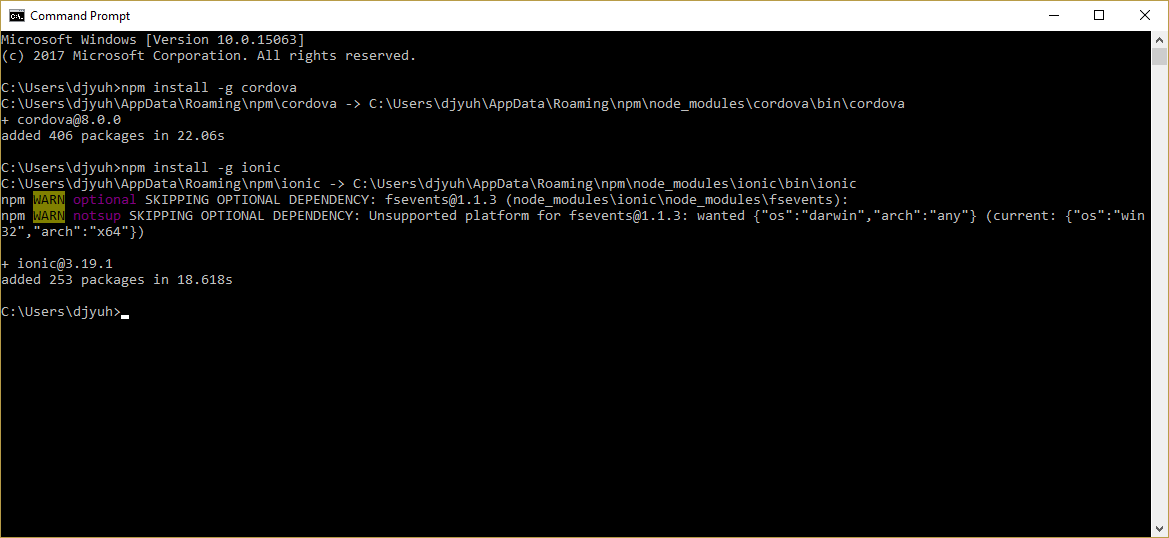 Command Prompt
Microsoft Windows [Version 10.0.15063]
(c) 2017 Microsoft Corporation. All rights reserved.
C:\Users\djyuh>npm install -g cordova
C:\Users\djyuh\AppData\Roaming\npm\cordova -> C:\Users\djyuh\AppData\Roaming\npm\node_modules\cordova\bin\cordova
+ cordova@8.0.0
added 406 packages in 22.06s
C:\Users\djyuh>npm install -g ionic
C:\Users\djyuh\AppData\Roaming\npm\ionic -> C:\Users\djyuh\AppData\Roaming\npm\node_modules\ionic\bin\ionic
npm WARN optional SKIPPING OPTIONAL DEPENDENCY: fsevents@1.1.3 (node_modules\ionic\node_modules\fsevents):
npm WARN notsup SKIPPING OPTIONAL DEPENDENCY: Unsupported platform for fsevents@1.1.3: wanted {"os":"darwin","arch":"any"} (current: {"os":"win
32","arch":"x64"})
+ ionic@3.19.1
added 253 packages in 18.618s
C:\Users\djyuh>